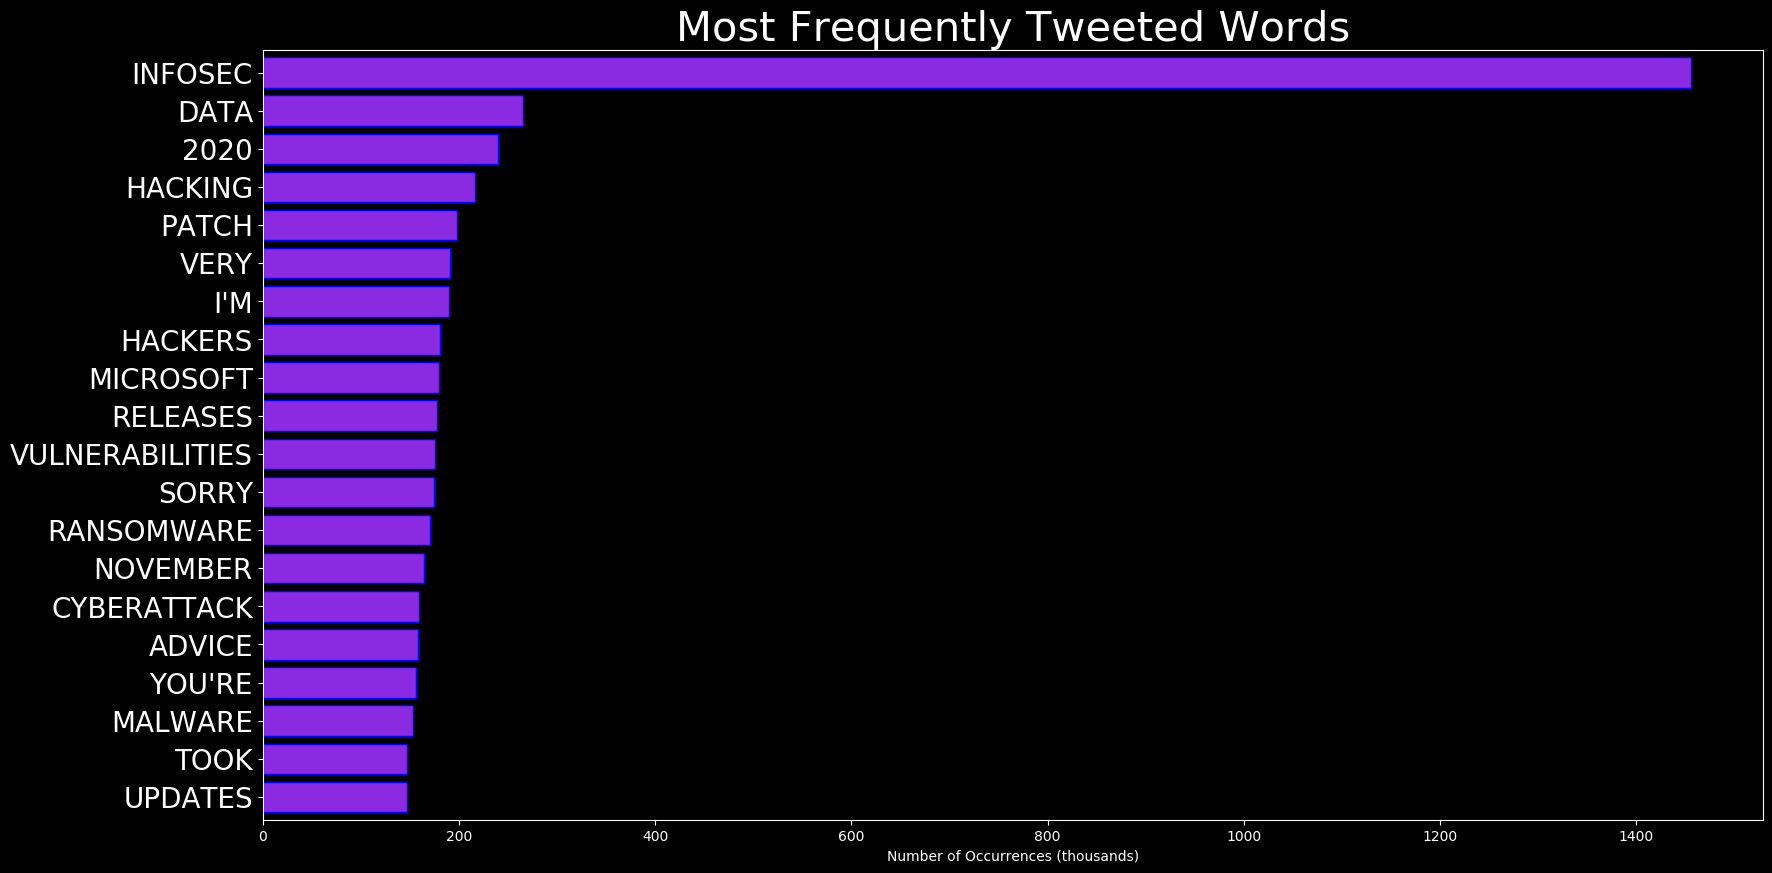 Most Frequently Tweeted Words
INFOSEC
DATA
2020
HACKING
PATCH
VERY
I'M
HACKERS
MICROSOFT
RELEASES
VULNERABILITIES
SORRY
RANSOMWARE
NOVEMBER
CYBERATTACK
ADVICE
YOU'RE
MALWARE
TOOK
UPDATES
0 200 400 600 800 1000 1200 1400
Number of Occurrences (thousands)